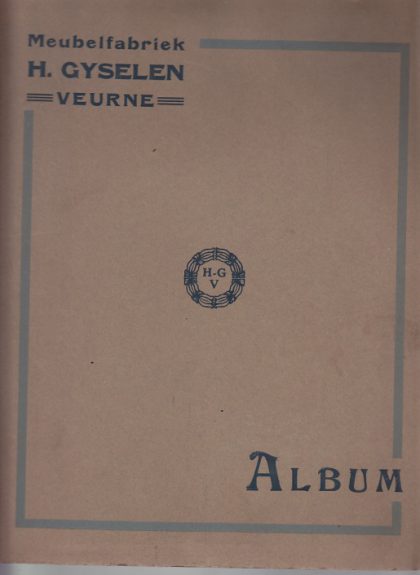 Meubelfabriek
H. GYSELEN
VEURNE
H-G
V
ALBUM